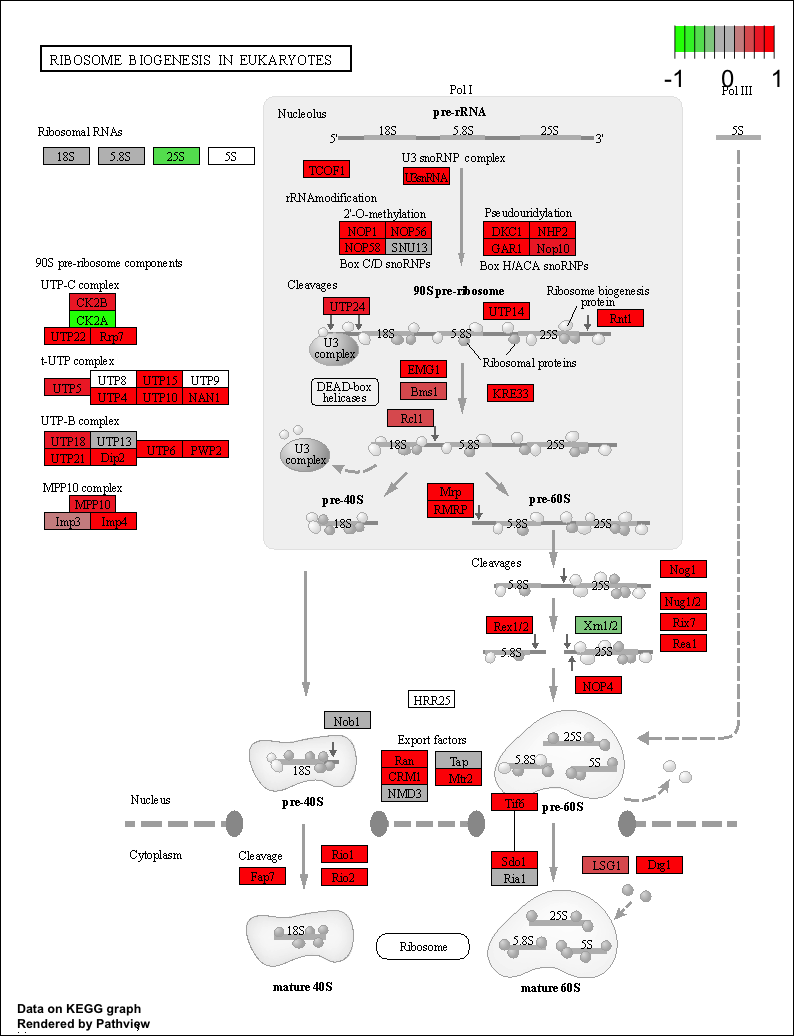 RIBOSOME BIOGENESIS IN EUKARYOTES
-1 0 1
Pol I
Pol III
Nucleolus
pre-rRNA
5' 18S 5.8S 25S 3'
5S
Ribosomal RNAs
18S 5.8S 25S 5S
U3 snoRNP complex
TCOF1
U3snRNA
rRNAmodification
2'-O-methylation
NOP1 NOP56
NOP58 SNU13
Box C/D snoRNPs
Pseudouridylation
DKC1 NHP2
GAR1 Nop10
Box H/ACA snoRNPs
90S pre-ribosome components
UTP-C complex
CK2B
CK2A
UTP22 Rrp7
t-UTP complex
UTP5 UTP8 UTP15 UTP9
UTP4 UTP10 NAN1
UTP-B complex
UTP18 UTP13 UTP6 PWP2
UTP21 Dip2
MPP10 complex
MPP10
Imp3 Imp4
Cleavages
90S pre-ribosome
Ribosome biogenesis
protein
UTP24
UTP14
Rnt1
18S 5.8S 25S
U3
complex
Ribosomal proteins
DEAD-box
helicases
EMG1
Bms1
KRE33
Rcl1
18S 5.8S 25S
U3
complex
pre-40S
Mrp
RMRP
pre-60S
18S
5.8S 25S
Cleavages
Nog1
5.8S 25S
Nug1/2
Rex1/2
Xrn1/2
Rix7
Rea1
5.8S
25S
NOP4
HRR25
Nob1
18S
pre-40S
Export factors
Ran Tap
CRM1 Mtr2
NMD3
25S
5.8S 5S
Tif6
pre-60S
Nucleus
Cytoplasm
Cleavage
Fap7
Rio1
Rio2
Sdo1
Ria1
LSG1 Drg1
18S
mature 40S
Ribosome
25S
5.8S 5S
mature 60S
Data on KEGG graph
Rendered by Pathview